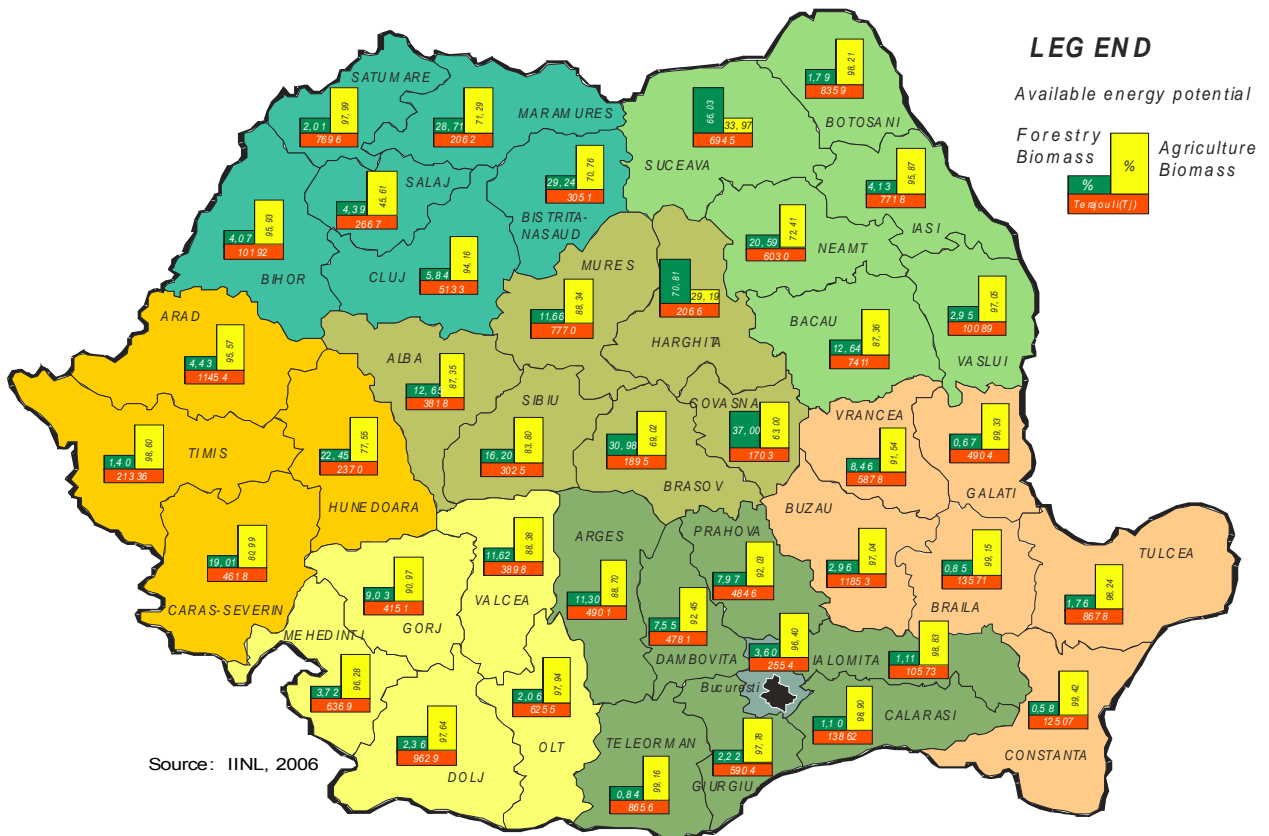 LEGEND
Available energy potential
Forestry
Biomass
%
%
Agriculture
Biomass
Terajouli(Tj)
SATU MARE
2,01
97,99
7696
MARAMURES
28,71
71,29
2062
SUCEAVA
66,03
33,97
6945
BOTOSANI
1,79
98,21
8359
SALAJ
4,39
45,61
2667
BISTRITA-
NASAUD
29,24
70,76
3051
IASI
4,13
95,87
7718
BIHOR
4,07
95,93
10192
CLUJ
5,84
94,16
5133
NEAMT
20,59
72,41
6030
MURES
11,66
88,34
7770
HARGHITA
70,81
29,19
2066
BACAU
12,64
87,36
7411
VASLUI
2,95
97,05
10089
ARAD
4,43
95,57
11454
ALBA
12,65
87,35
3818
SIBIU
16,20
83,80
3025
BRASOV
30,98
69,02
1895
COVASNA
37,00
63,00
1703
VRANCEA
8,46
91,54
5878
GALATI
0,67
99,33
4904
TIMIS
1,40
98,60
21336
HUNEDOARA
22,45
77,55
2370
CARAS-SEVERIN
19,01
80,99
4618
GORJ
9,03
90,97
4151
VALCEA
11,62
88,38
3898
ARGES
11,30
88,70
4901
PRAHOVA
7,97
92,03
4846
BUZAU
2,96
97,04
11853
BRAILA
0,85
99,15
13571
TULCEA
1,76
98,24
8678
DAMBOVITA
7,55
92,45
4781
MEHEDINTI
3,72
96,28
6369
DOLJ
2,36
97,64
9629
OLT
2,06
97,94
6255
TELEORMAN
0,84
99,16
8656
GIURGIU
2,22
97,78
5904
Bucuresti
3,60
96,40
2554
IALOMITA
1,11
98,83
10573
CALARASI
1,10
98,90
13862
CONSTANTA
0,58
99,42
12507
Source: IINL, 2006